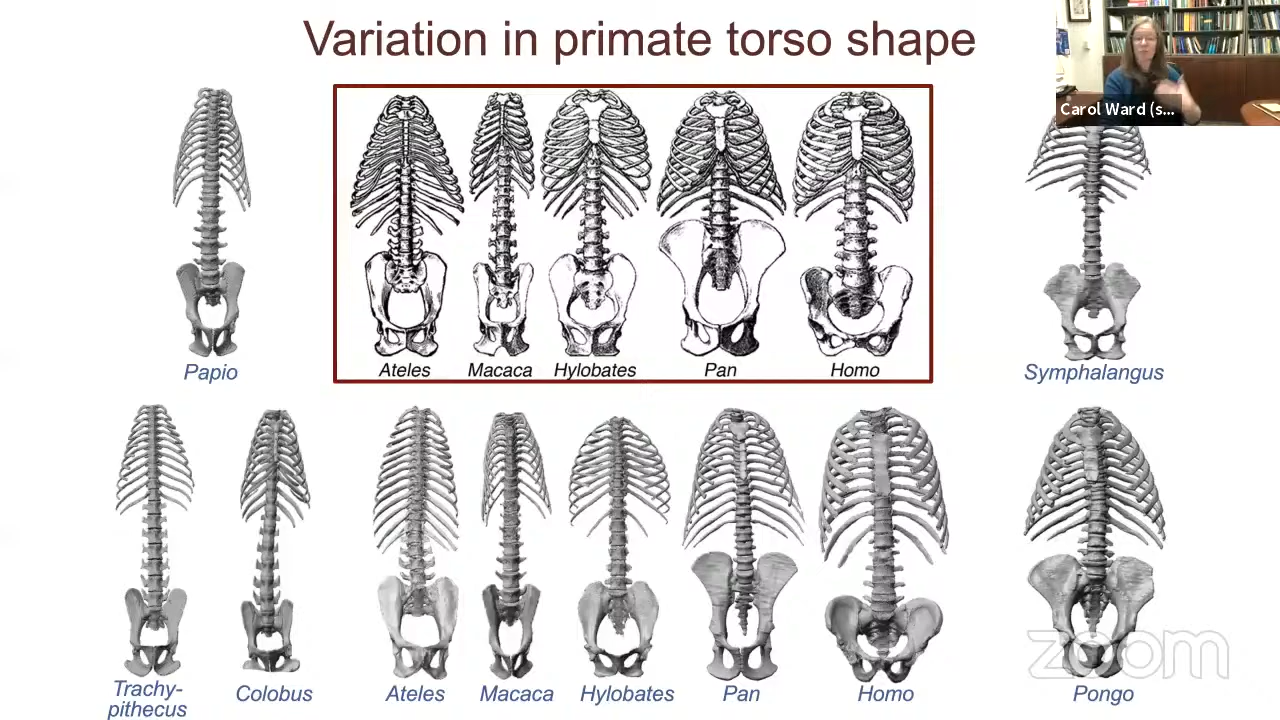 Variation in primate torso shape
Carol Ward (s...
Ateles Macaca Hylobates Pan Homo
Papio
Symphalangus
Trachy-
pithecus
Colobus
Ateles
Macaca
Hylobates
Pan
Homo
Pongo
zoom